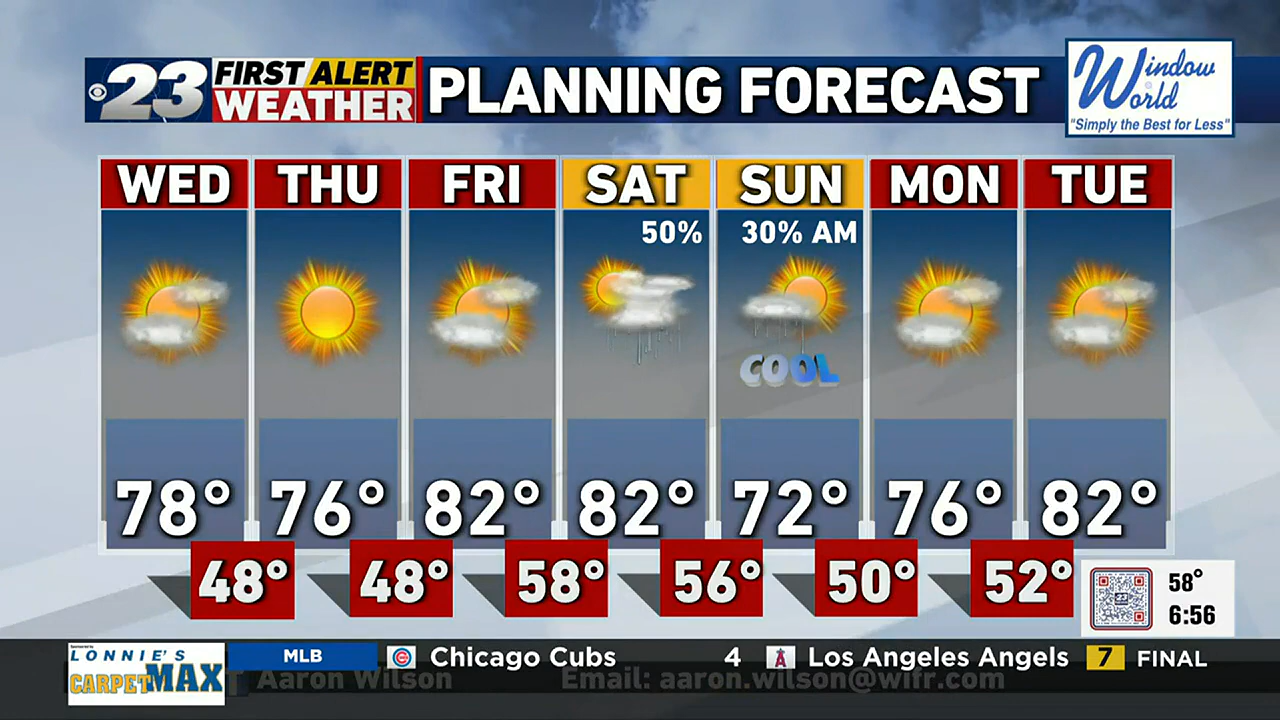 23 FIRST ALERT WEATHER
PLANNING FORECAST
Window World
"Simply the Best for Less"
WED THU FRI SAT SUN MON TUE
50% 30% AM
COOL
78° 76° 82° 82° 72° 76° 82°
48° 48° 58° 56° 50° 52°
58°
6:56
LONNIE'S
CARPET MAX
MLB Chicago Cubs 4 A Los Angeles Angels 7 FINAL
Aaron Wilson Email: aaron.wilson@wifr.com